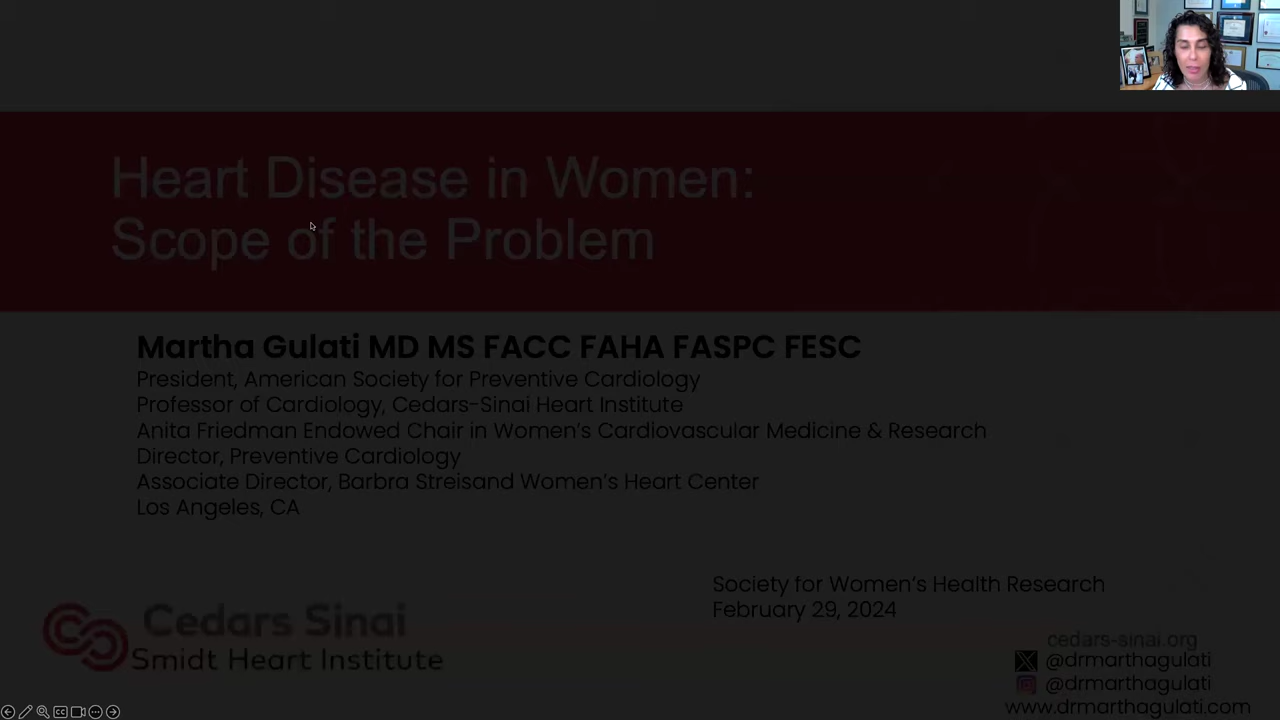 Heart Disease in Women:
Scope of the Problem
Martha Gulati MD MS FACC FAHA FASPC FESC
President, American Society for Preventive Cardiology
Professor of Cardiology, Cedars-Sinai Heart Institute
Anita Friedman Endowed Chair in Women's Cardiovascular Medicine & Research
Director, Preventive Cardiology
Associate Director, Barbra Streisand Women's Heart Center
Los Angeles, CA
Society for Women's Health Research
February 29, 2024
Cedars Sinai
Smidt Heart Institute
cedars-sinai.org
@drmarthagulati
@drmarthagulati
www.drmarthagulati.com